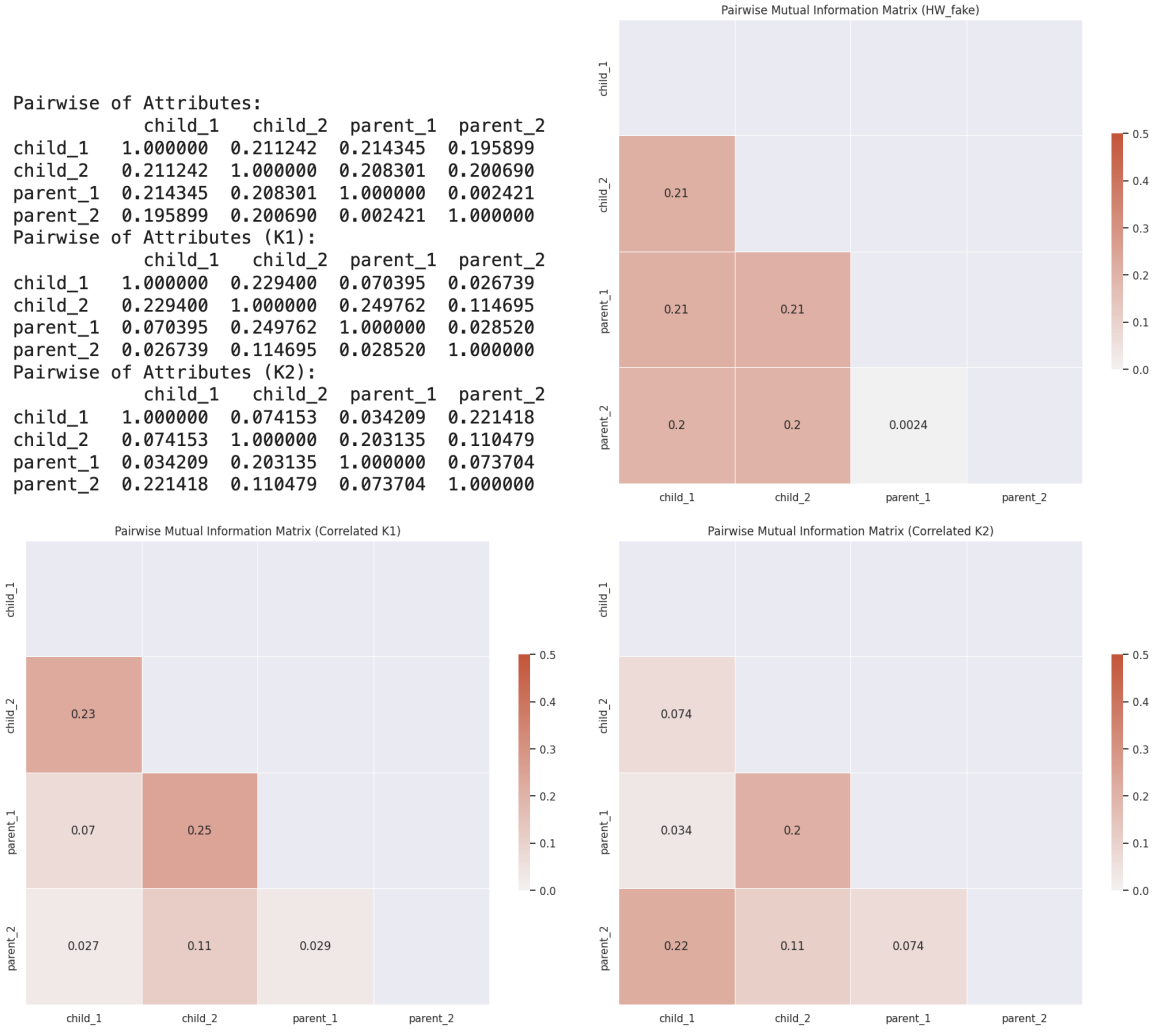 Pairwise of Attributes:
child_1 child_2 parent_1 parent_2
child_1 1.000000 0.211242 0.214345 0.195899
child_2 0.211242 1.000000 0.208301 0.200690
parent_1 0.214345 0.208301 1.000000 0.002421
parent_2 0.195899 0.200690 0.002421 1.000000
Pairwise of Attributes (K1):
child_1 child_2 parent_1 parent_2
child_1 1.000000 0.229400 0.070395 0.026739
child_2 0.229400 1.000000 0.249762 0.114695
parent_1 0.070395 0.249762 1.000000 0.028520
parent_2 0.026739 0.114695 0.028520 1.000000
Pairwise of Attributes (K2):
child_1 child_2 parent_1 parent_2
child_1 1.000000 0.074153 0.034209 0.221418
child_2 0.074153 1.000000 0.203135 0.110479
parent_1 0.034209 0.203135 1.000000 0.073704
parent_2 0.221418 0.110479 0.073704 1.000000
Pairwise Mutual Information Matrix (HW_fake)
child_1
child_2
0.21
parent_1
0.21 0.21
parent_2
0.2 0.2 0.0024
child_1 child_2 parent_1 parent_2
0.5
0.4
0.3
0.2
0.1
0.0
Pairwise Mutual Information Matrix (Correlated K1)
child_1
child_2
0.23
parent_1
0.07 0.25
parent_2
0.027 0.11 0.029
child_1 child_2 parent_1 parent_2
0.5
0.4
0.3
0.2
0.1
0.0
Pairwise Mutual Information Matrix (Correlated K2)
child_1
child_2
0.074
parent_1
0.034 0.2
parent_2
0.22 0.11 0.074
child_1 child_2 parent_1 parent_2
0.5
0.4
0.3
0.2
0.1
0.0